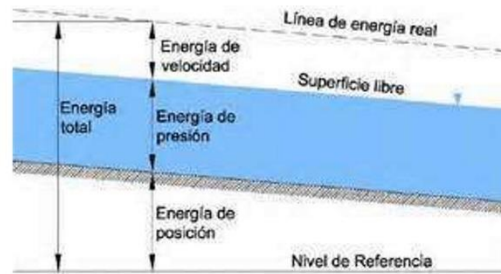 Línea de energía real
Energía de
velocidad
Superficie libre
Energía
total
Energía de
presión
Energía de
posición
Nivel de Referencia